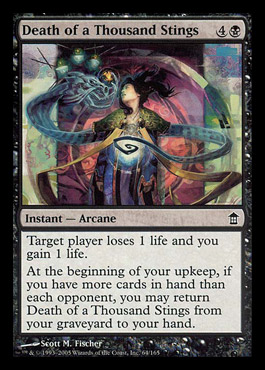 Death of a Thousand Stings 4
Instant — Arcane
Target player loses 1 life and you
gain 1 life.
At the beginning of your upkeep, if
you have more cards in hand than
each opponent, you may return
Death of a Thousand Stings from
your graveyard to your hand.
Scott M. Fischer
™ & © 1993–2005 Wizards of the Coast, Inc. 64/165